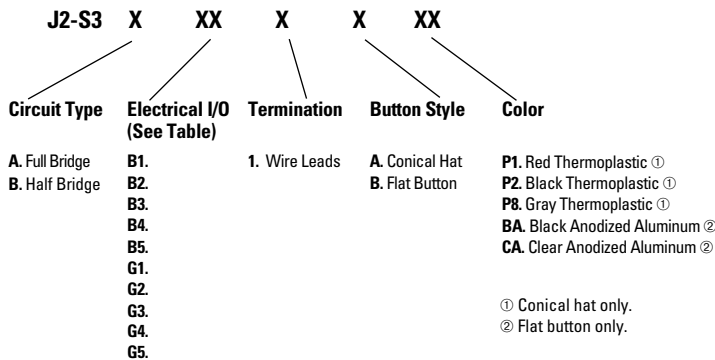 J2-S3 X XX X X XX
Circuit Type
A. Full Bridge
B. Half Bridge
Electrical I/O
(See Table)
B1.
B2.
B3.
B4.
B5.
G1.
G2.
G3.
G4.
G5.
Termination
1. Wire Leads
Button Style
A. Conical Hat
B. Flat Button
Color
P1. Red Thermoplastic ①
P2. Black Thermoplastic ①
P8. Gray Thermoplastic ①
BA. Black Anodized Aluminum ②
CA. Clear Anodized Aluminum ②
① Conical hat only.
② Flat button only.